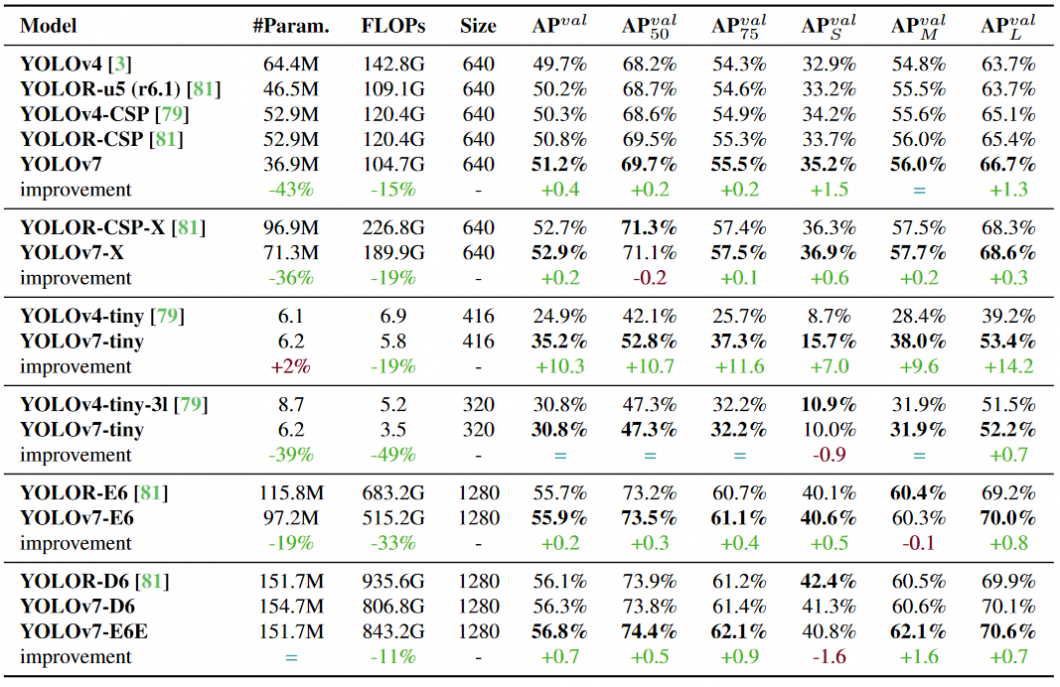 Model #Param. FLOPs Size AP^val AP_50^val AP_75^val AP_S^val AP_M^val AP_L^val
YOLOv4 [3] 64.4M 142.8G 640 49.7% 68.2% 54.3% 32.9% 54.8% 63.7%
YOLOR-u5 (r6.1) [81] 46.5M 109.1G 640 50.2% 68.7% 54.6% 33.2% 55.5% 63.7%
YOLOv4-CSP [79] 52.9M 120.4G 640 50.3% 68.6% 54.9% 34.2% 55.6% 65.1%
YOLOR-CSP [81] 52.9M 120.4G 640 50.8% 69.5% 55.3% 33.7% 56.0% 65.4%
YOLOv7 36.9M 104.7G 640 51.2% 69.7% 55.5% 35.2% 56.0% 66.7%
improvement -43% -15% - +0.4 +0.2 +0.2 +1.5 = +1.3
YOLOR-CSP-X [81] 96.9M 226.8G 640 52.7% 71.3% 57.4% 36.3% 57.5% 68.3%
YOLOv7-X 71.3M 189.9G 640 52.9% 71.1% 57.5% 36.9% 57.7% 68.6%
improvement -36% -19% - +0.2 -0.2 +0.1 +0.6 +0.2 +0.3
YOLOv4-tiny [79] 6.1 6.9 416 24.9% 42.1% 25.7% 8.7% 28.4% 39.2%
YOLOv7-tiny 6.2 5.8 416 35.2% 52.8% 37.3% 15.7% 38.0% 53.4%
improvement +2% -19% - +10.3 +10.7 +11.6 +7.0 +9.6 +14.2
YOLOv4-tiny-3l [79] 8.7 5.2 320 30.8% 47.3% 32.2% 10.9% 31.9% 51.5%
YOLOv7-tiny 6.2 3.5 320 30.8% 47.3% 32.2% 10.0% 31.9% 52.2%
improvement -39% -49% - = = = -0.9 = +0.7
YOLOR-E6 [81] 115.8M 683.2G 1280 55.7% 73.2% 60.7% 40.1% 60.4% 69.2%
YOLOv7-E6 97.2M 515.2G 1280 55.9% 73.5% 61.1% 40.6% 60.3% 70.0%
improvement -19% -33% - +0.2 +0.3 +0.4 +0.5 -0.1 +0.8
YOLOR-D6 [81] 151.7M 935.6G 1280 56.1% 73.9% 61.2% 42.4% 60.5% 69.9%
YOLOv7-D6 154.7M 806.8G 1280 56.3% 73.8% 61.4% 41.3% 60.6% 70.1%
YOLOv7-E6E 151.7M 843.2G 1280 56.8% 74.4% 62.1% 40.8% 62.1% 70.6%
improvement = -11% - +0.7 +0.5 +0.9 -1.6 +1.6 +0.7